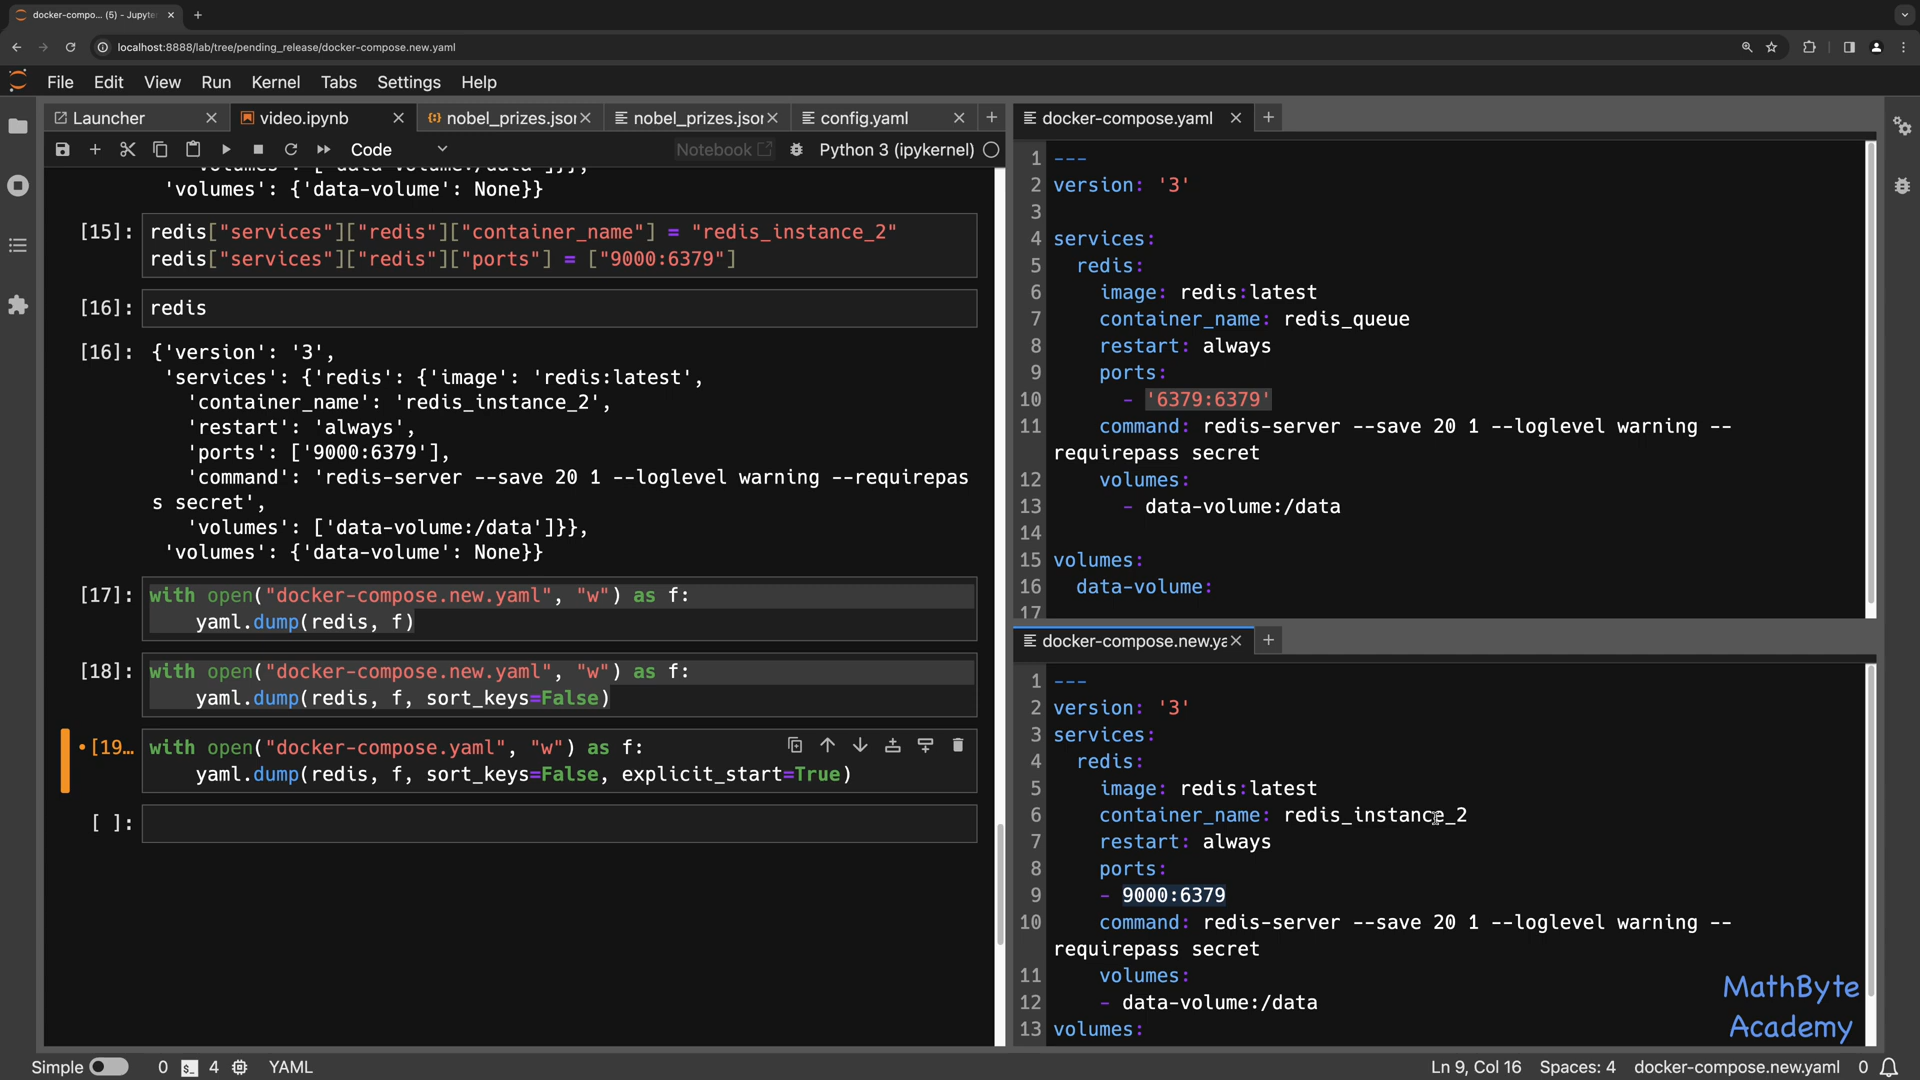 docker-compo... (5) - Jupyte
localhost:8888/lab/tree/pending_release/docker-compose.new.yaml
File Edit View Run Kernel Tabs Settings Help
Launcher video.ipynb nobel_prizes.jsor nobel_prizes.jsor config.yaml
Code Notebook Python 3 (ipykernel)
'volumes': ['data-volume:/data']}},
'volumes': {'data-volume': None}}
[15]: redis["services"]["redis"]["container_name"] = "redis_instance_2"
redis["services"]["redis"]["ports"] = ["9000:6379"]
[16]: redis
[16]: {'version': '3',
'services': {'redis': {'image': 'redis:latest',
'container_name': 'redis_instance_2',
'restart': 'always',
'ports': ['9000:6379'],
'command': 'redis-server --save 20 1 --loglevel warning --requirepas
s secret',
'volumes': ['data-volume:/data']}},
'volumes': {'data-volume': None}}
[17]: with open("docker-compose.new.yaml", "w") as f:
yaml.dump(redis, f)
[18]: with open("docker-compose.new.yaml", "w") as f:
yaml.dump(redis, f, sort_keys=False)
[19… with open("docker-compose.yaml", "w") as f:
yaml.dump(redis, f, sort_keys=False, explicit_start=True)
[ ]:
docker-compose.yaml
1 ---
2 version: '3'
3
4 services:
5 redis:
6 image: redis:latest
7 container_name: redis_queue
8 restart: always
9 ports:
10 - '6379:6379'
11 command: redis-server --save 20 1 --loglevel warning --
requirepass secret
12 volumes:
13 - data-volume:/data
14
15 volumes:
16 data-volume:
17
docker-compose.new.ya
1 ---
2 version: '3'
3 services:
4 redis:
5 image: redis:latest
6 container_name: redis_instance_2
7 restart: always
8 ports:
9 - 9000:6379
10 command: redis-server --save 20 1 --loglevel warning --
requirepass secret
11 volumes:
12 - data-volume:/data
13 volumes:
MathByte
Academy
Simple 0 4 YAML Ln 9, Col 16 Spaces: 4 docker-compose.new.yaml 0